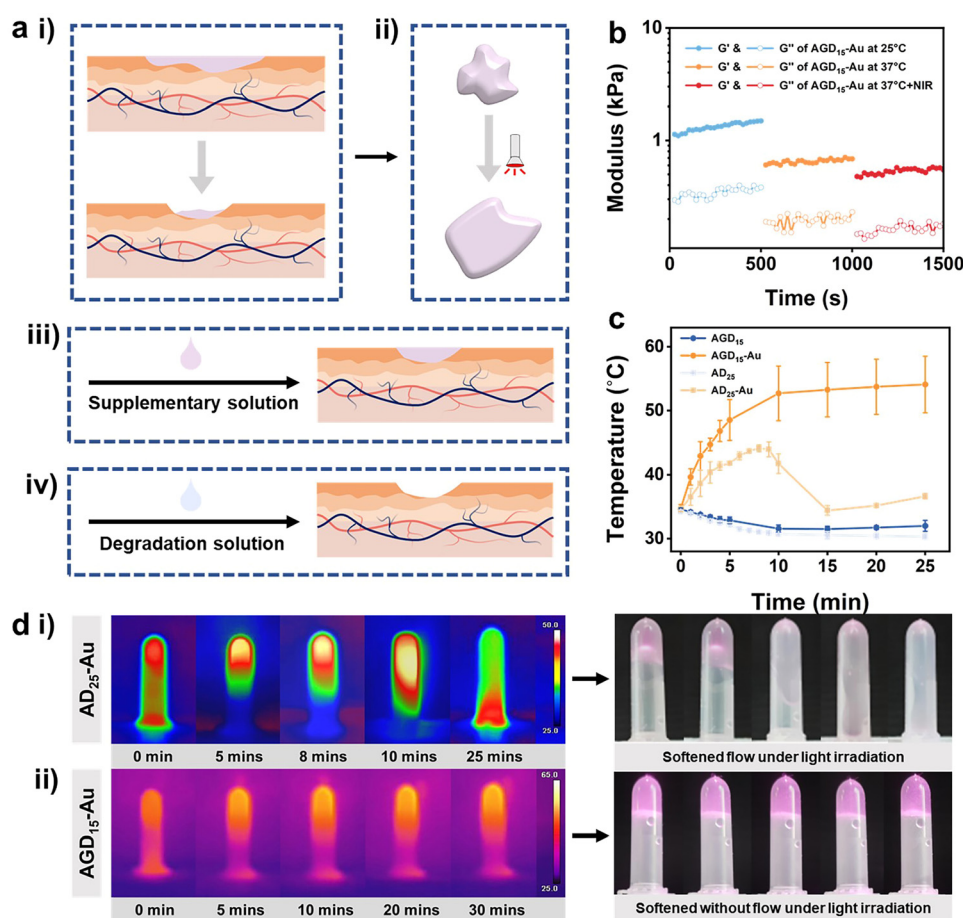 a i)
ii)
iii)
Supplementary solution
iv)
Degradation solution
b
Modulus (kPa)
10
1
G' & G'' of AGD₁₅-Au at 25°C
G' & G'' of AGD₁₅-Au at 37°C
G' & G'' of AGD₁₅-Au at 37°C+NIR
0 500 1000 1500
Time (s)
c
Temperature (°C)
60
50
40
30
AGD₁₅
AGD₁₅-Au
AD₂₅
AD₂₅-Au
0 5 10 15 20 25
Time (min)
d i)
AD₂₅-Au
50.0
25.0
0 min 5 mins 8 mins 10 mins 25 mins
Softened flow under light irradiation
ii)
AGD₁₅-Au
65.0
25.0
0 min 5 mins 10 mins 20 mins 30 mins
Softened without flow under light irradiation